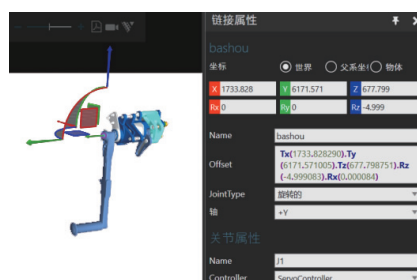 链接属性
bashou
坐标 世界 父系坐标 物体
X 1733.828 Y 6171.571 Z 677.799
Rx 0 Ry 0 Rz -4.999
Name bashou
Offset Tx(1733.828290).Ty
(6171.571005).Tz(677.798751).Rz
(-4.999083).Rx(0.000084)
JointType 旋转的
轴 +Y
关节属性
Name J1
Controller ServoController